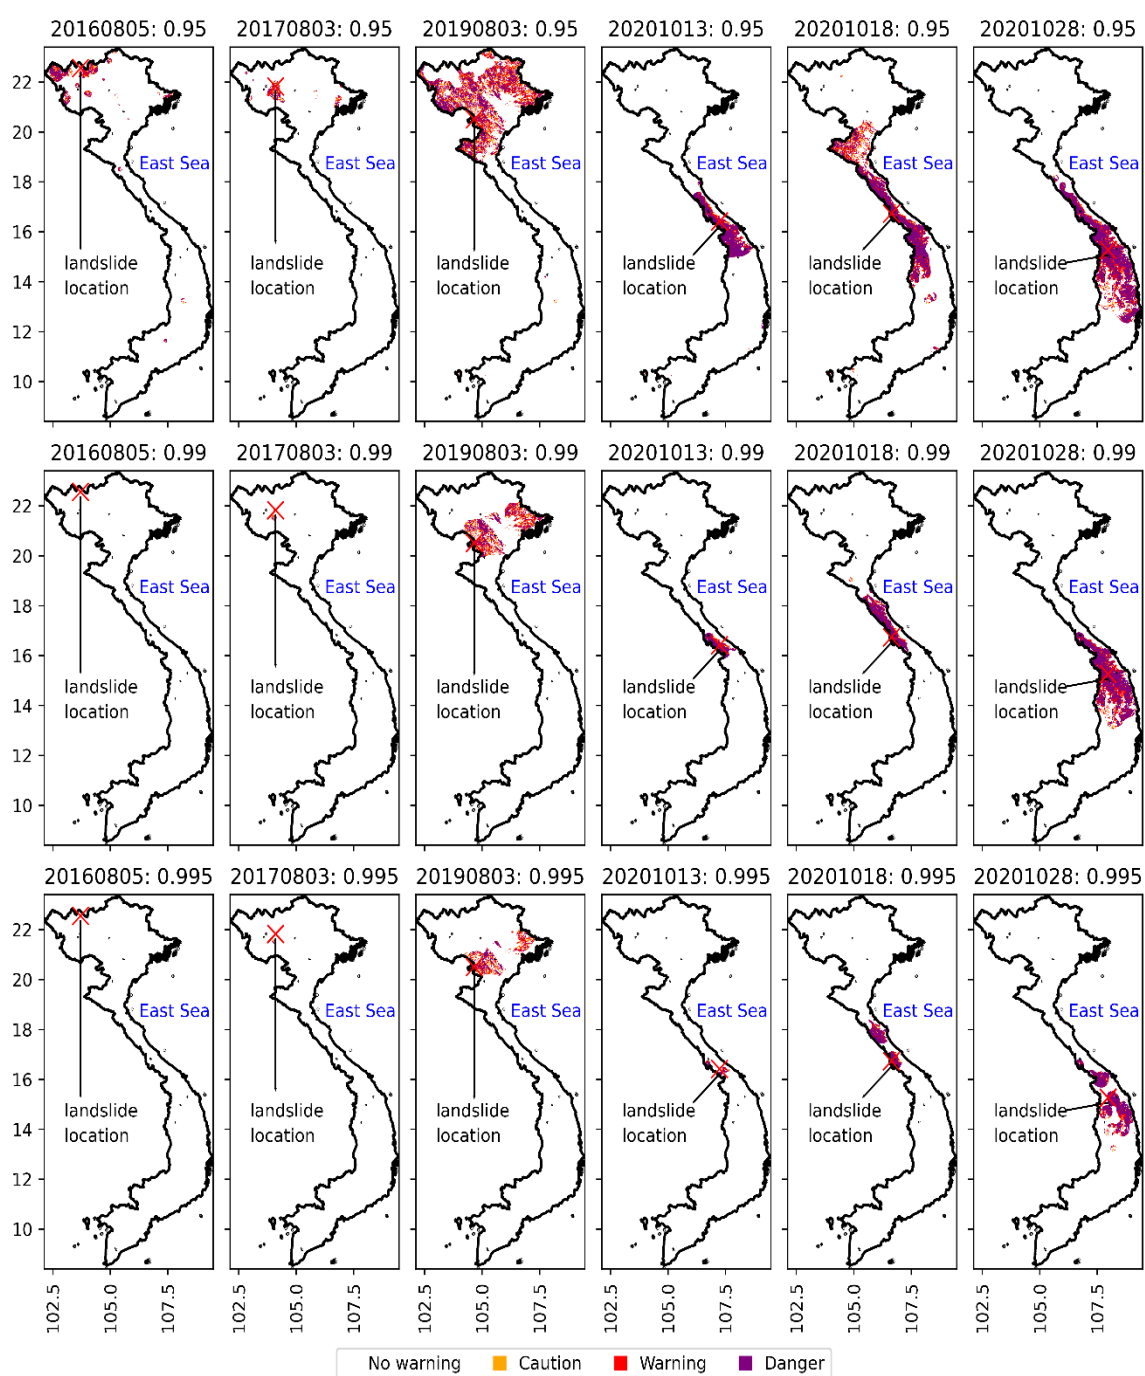 20160805: 0.95 20170803: 0.95 20190803: 0.95 20201013: 0.95 20201018: 0.95 20201028: 0.95
22
20
18
16
14
12
10
East Sea East Sea East Sea East Sea East Sea East Sea
landslide landslide landslide landslide landslide landslide
location location location location location location
20160805: 0.99 20170803: 0.99 20190803: 0.99 20201013: 0.99 20201018: 0.99 20201028: 0.99
22
20
18
16
14
12
10
East Sea East Sea East Sea East Sea East Sea East Sea
landslide landslide landslide landslide landslide landslide
location location location location location location
20160805: 0.995 20170803: 0.995 20190803: 0.995 20201013: 0.995 20201018: 0.995 20201028: 0.995
22
20
18
16
14
12
10
East Sea East Sea East Sea East Sea East Sea East Sea
landslide landslide landslide landslide landslide landslide
location location location location location location
102.5 105.0 107.5 102.5 105.0 107.5 102.5 105.0 107.5 102.5 105.0 107.5 102.5 105.0 107.5 102.5 105.0 107.5
No warning Caution Warning Danger